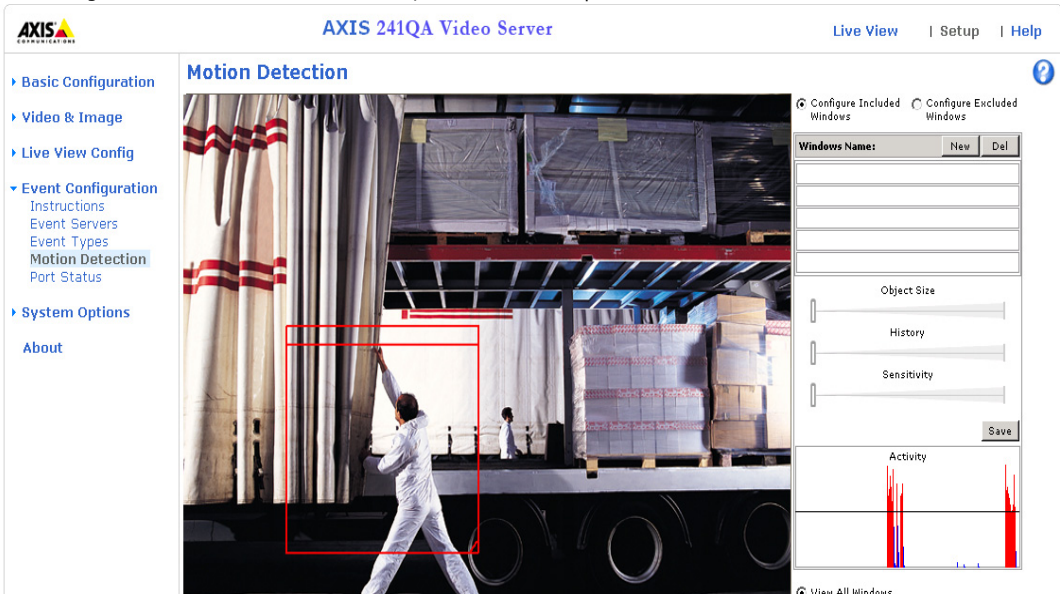 AXIS
COMMUNICATIONS
AXIS 241QA Video Server
Live View | Setup | Help
Basic Configuration
Video & Image
Live View Config
Event Configuration
Instructions
Event Servers
Event Types
Motion Detection
Port Status
System Options
About
Motion Detection
?
Configure Included
Windows
Configure Excluded
Windows
Windows Name: New Del
Object Size
History
Sensitivity
Save
Activity
View All Windows